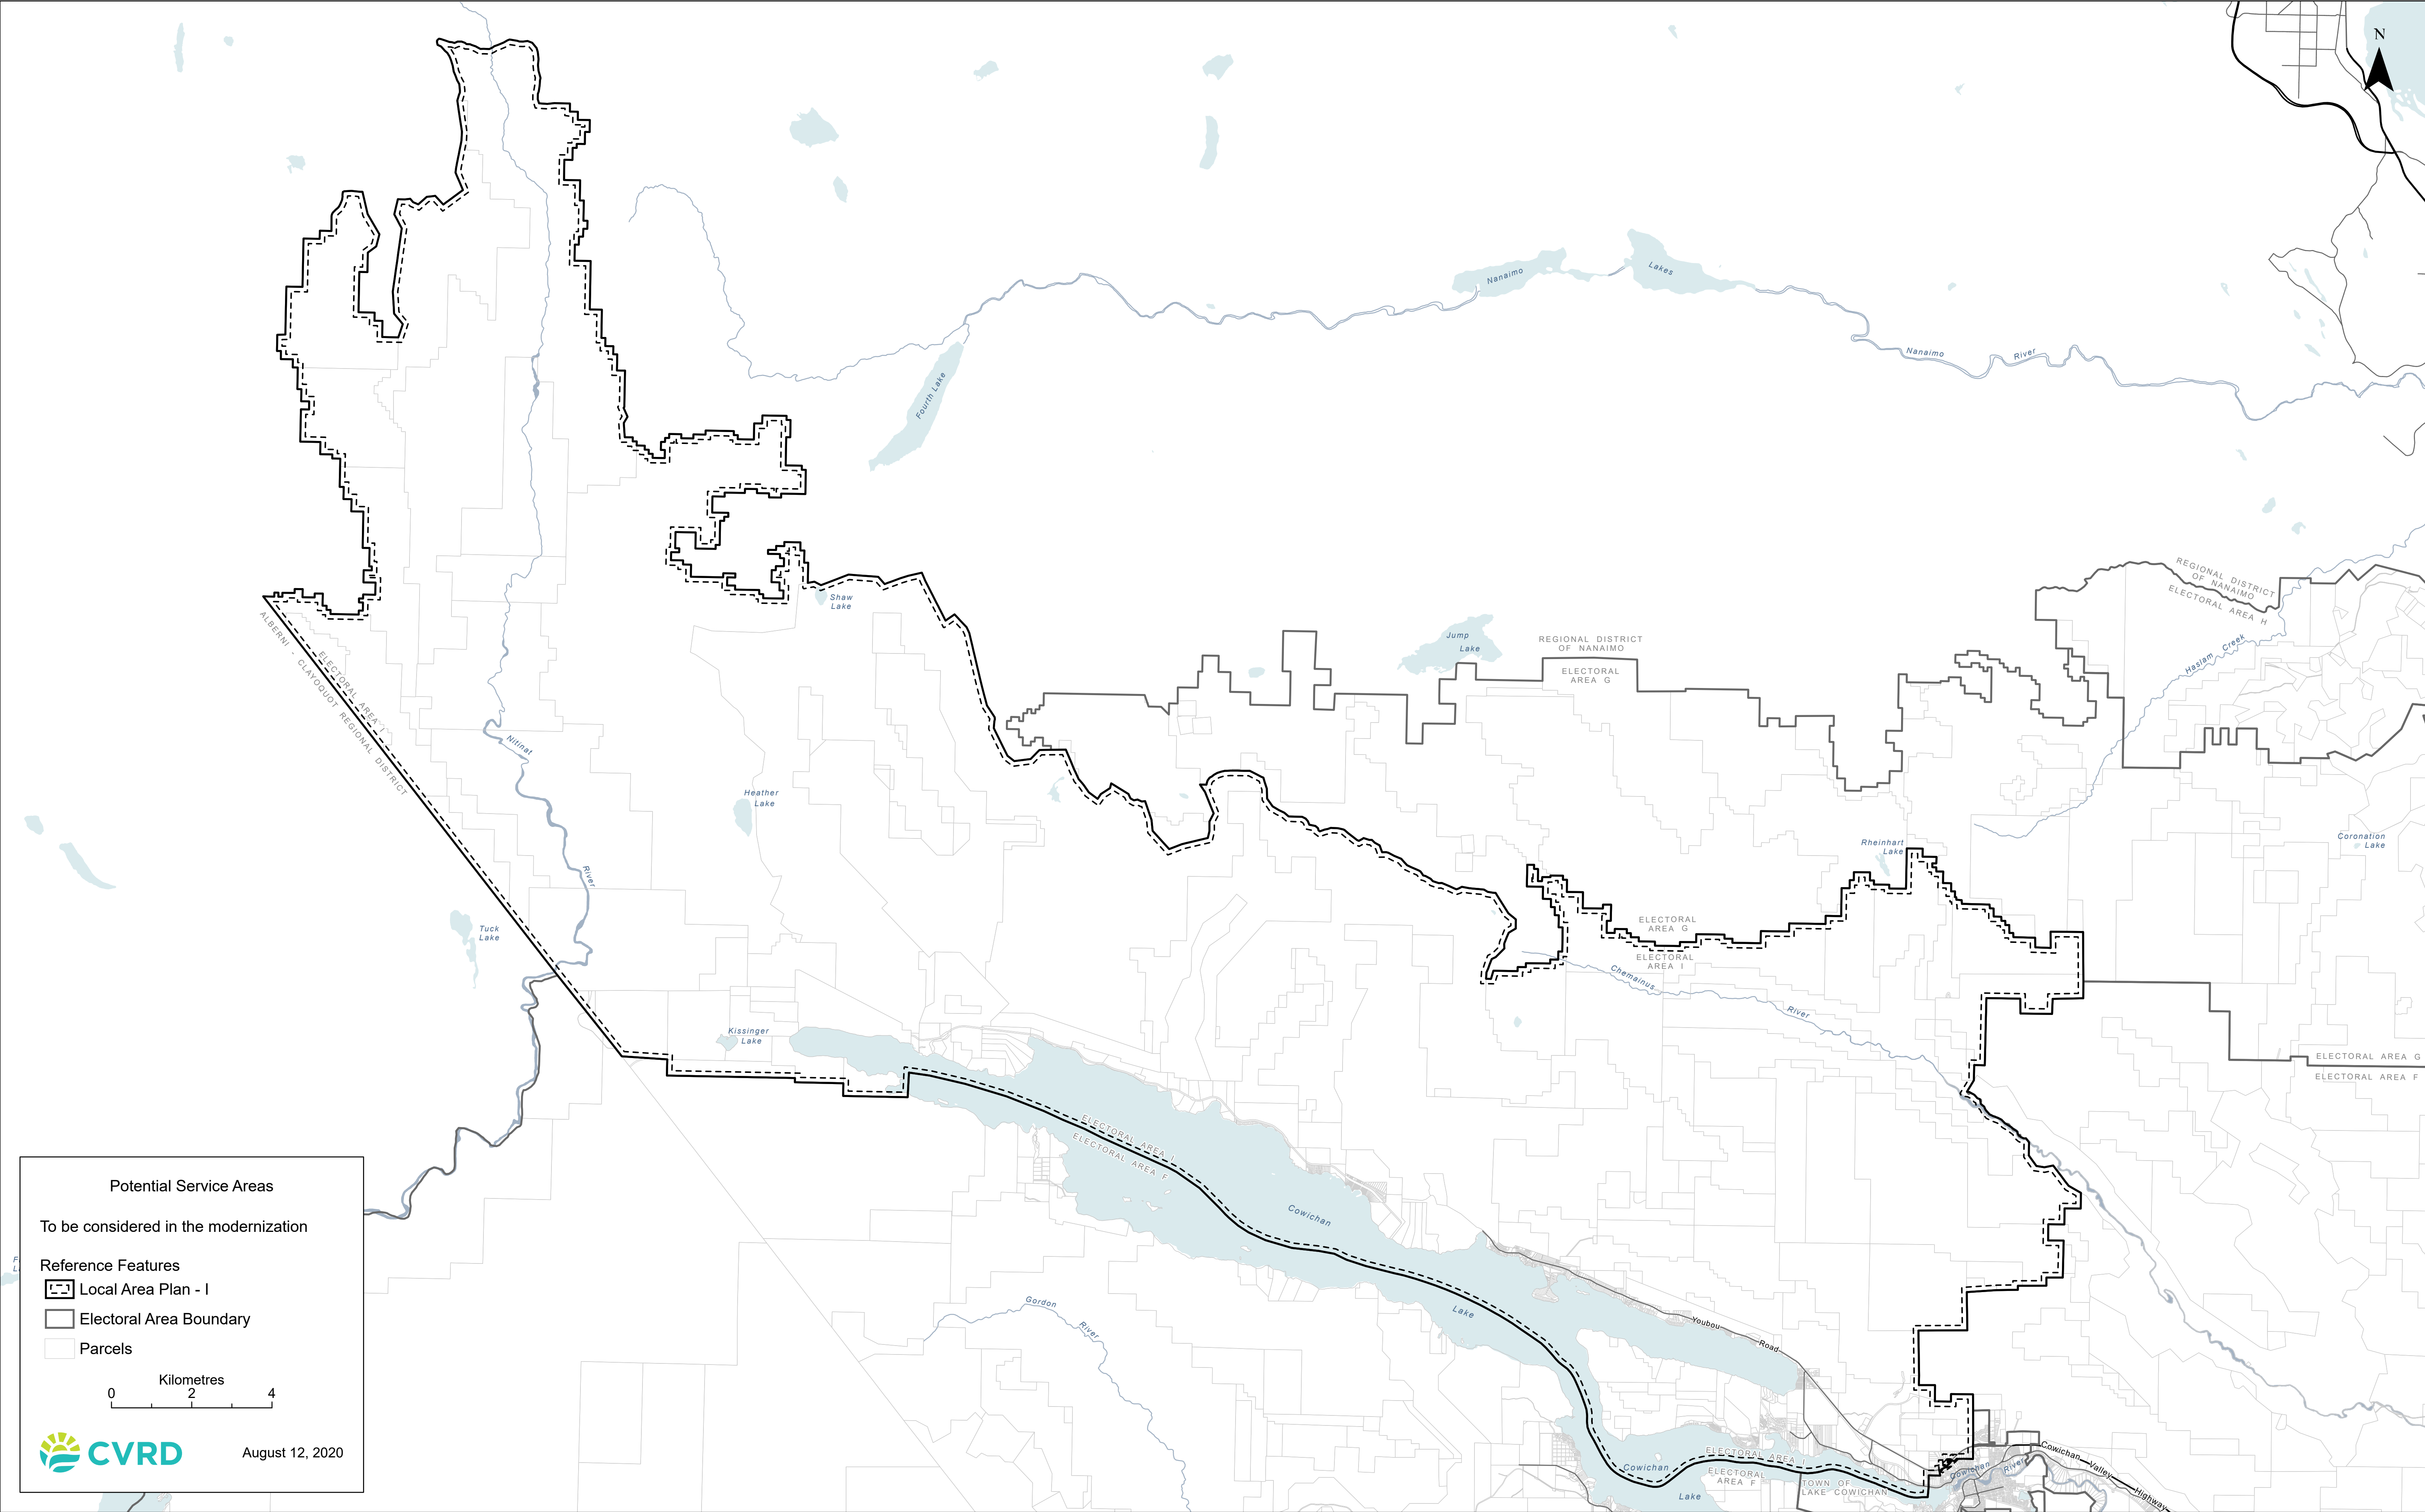 N
Nanaimo
Lakes
Nanaimo
River
Fourth Lake
REGIONAL DISTRICT
OF NANAIMO
ELECTORAL AREA H
Haslam Creek
Shaw
Lake
Jump
Lake
REGIONAL DISTRICT
OF NANAIMO
ELECTORAL
AREA G
ELECTORAL AREA I
ALBERNI - CLAYOQUOT REGIONAL DISTRICT
Nitinat
River
Heather
Lake
Rheinhart
Lake
Coronation
Lake
Tuck
Lake
ELECTORAL
AREA G
ELECTORAL
AREA I
Chemainus
River
Kissinger
Lake
ELECTORAL AREA G
ELECTORAL AREA F
ELECTORAL AREA I
ELECTORAL AREA F
Cowichan
Lake
Gordon
River
Youbou
Road
ELECTORAL AREA I
ELECTORAL
AREA F
TOWN OF
LAKE COWICHAN
Cowichan
Lake
Cowichan
River
Cowichan Valley
Highway
Potential Service Areas
To be considered in the modernization
Reference Features
Local Area Plan - I
Electoral Area Boundary
Parcels
Kilometres
0 2 4
CVRD
August 12, 2020